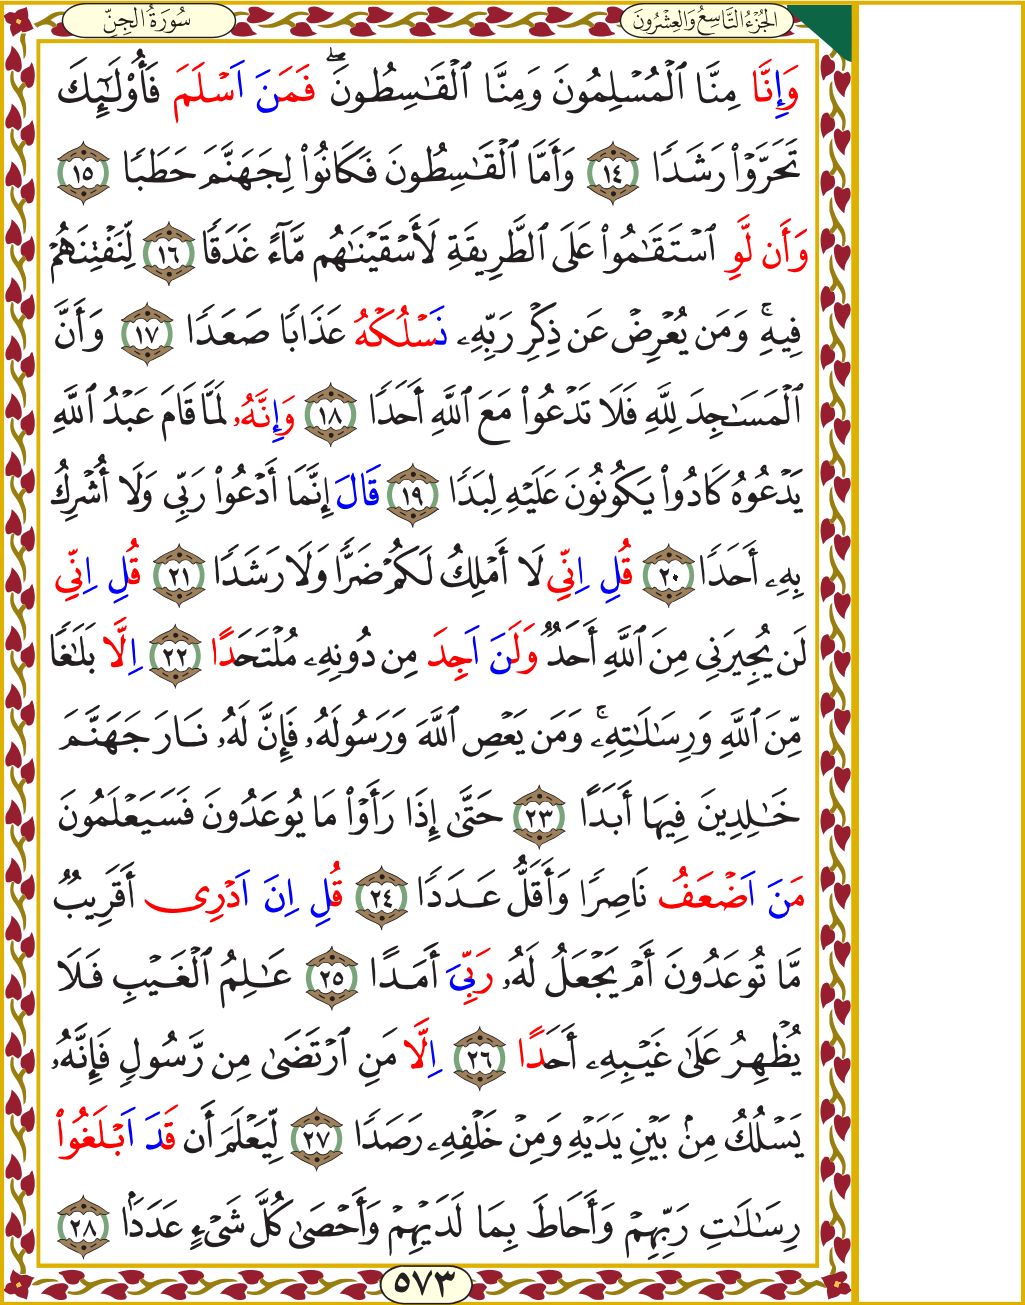 الجُزْءُ التَّاسِعُ وَالعِشْرُونَ
سُورَةُ الجِنِّ
وَإِنَّا مِنَّا ٱلْمُسْلِمُونَ وَمِنَّا ٱلْقَٰسِطُونَۖ فَمَنَ اَسْلَمَ فَأُوْلَٰٓئِكَ
تَحَرَّوْاْ رَشَدٗا ١٤ وَأَمَّا ٱلْقَٰسِطُونَ فَكَانُواْ لِجَهَنَّمَ حَطَبٗا ١٥
وَأَن لَّوِ ٱسْتَقَٰمُواْ عَلَى ٱلطَّرِيقَةِ لَأَسْقَيْنَٰهُم مَّآءً غَدَقٗا ١٦ لِّنَفْتِنَهُمْ
فِيهِۚ وَمَن يُعْرِضْ عَن ذِكْرِ رَبِّهِۦ نَسْلُكْهُ عَذَابٗا صَعَدٗا ١٧ وَأَنَّ
ٱلْمَسَٰجِدَ لِلَّهِ فَلَا تَدْعُواْ مَعَ ٱللَّهِ أَحَدٗا ١٨ وَإِنَّهُۥ لَمَّا قَامَ عَبْدُ ٱللَّهِ
يَدْعُوهُ كَادُواْ يَكُونُونَ عَلَيْهِ لِبَدٗا ١٩ قَالَ إِنَّمَا أَدْعُواْ رَبِّي وَلَا أُشْرِكُ
بِهِۦ أَحَدٗا ٢٠ قُلِ اِنِّي لَا أَمْلِكُ لَكُمْ ضَرّٗا وَلَا رَشَدٗا ٢١ قُلِ اِنِّي
لَن يُجِيرَنِي مِنَ ٱللَّهِ أَحَدٞ وَلَنَ اَجِدَ مِن دُونِهِۦ مُلْتَحَدًا ٢٢ اِلَّا بَلَٰغٗا
مِّنَ ٱللَّهِ وَرِسَٰلَٰتِهِۦۚ وَمَن يَعْصِ ٱللَّهَ وَرَسُولَهُۥ فَإِنَّ لَهُۥ نَارَ جَهَنَّمَ
خَٰلِدِينَ فِيهَا أَبَدًا ٢٣ حَتَّىٰ إِذَا رَأَوْاْ مَا يُوعَدُونَ فَسَيَعْلَمُونَ
مَنَ اَضْعَفُ نَاصِرٗا وَأَقَلُّ عَدَدٗا ٢٤ قُلِ اِنَ اَدْرِي أَقَرِيبٞ
مَّا تُوعَدُونَ أَمْ يَجْعَلُ لَهُۥ رَبِّيَ أَمَدًا ٢٥ عَٰلِمُ ٱلْغَيْبِ فَلَا
يُظْهِرُ عَلَىٰ غَيْبِهِۦ أَحَدًا ٢٦ اِلَّا مَنِ ٱرْتَضَىٰ مِن رَّسُولٖ فَإِنَّهُۥ
يَسْلُكُ مِنۢ بَيْنِ يَدَيْهِ وَمِنْ خَلْفِهِۦ رَصَدٗا ٢٧ لِّيَعْلَمَ أَن قَدَ اَبْلَغُواْ
رِسَٰلَٰتِ رَبِّهِمْ وَأَحَاطَ بِمَا لَدَيْهِمْ وَأَحْصَىٰ كُلَّ شَيْءٍ عَدَدَۢا ٢٨
٥٧٣